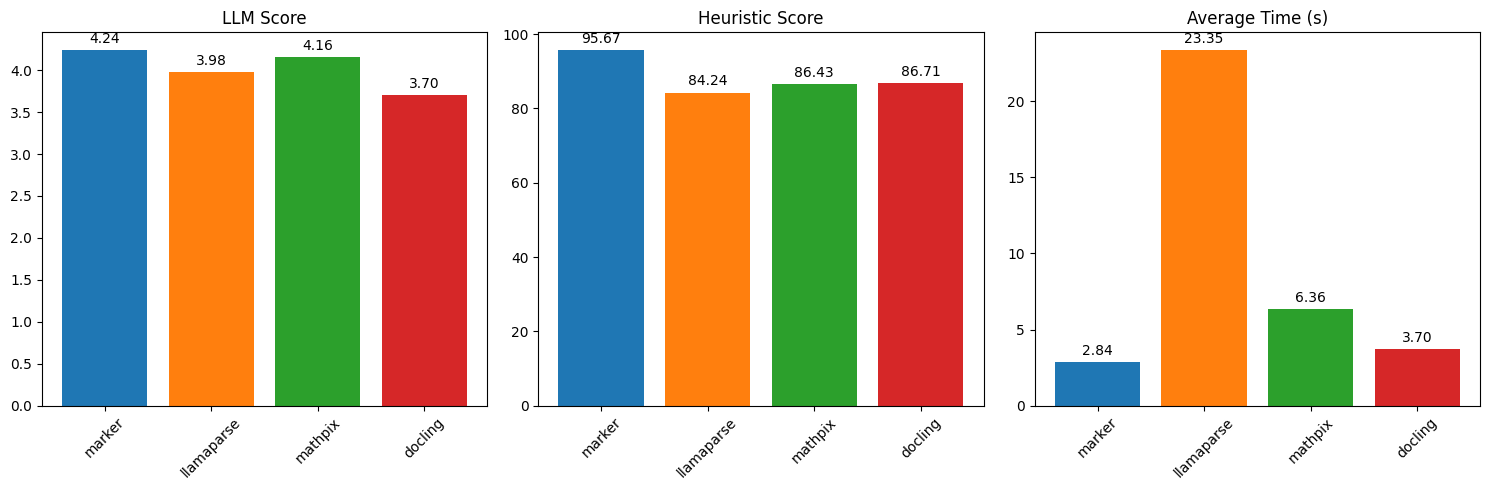 LLM Score
4.24
3.98
4.16
3.70
4.0
3.5
3.0
2.5
2.0
1.5
1.0
0.5
0.0
marker
llamaparse
mathpix
docling
Heuristic Score
95.67
84.24
86.43
86.71
100
80
60
40
20
0
marker
llamaparse
mathpix
docling
Average Time (s)
23.35
2.84
6.36
3.70
20
15
10
5
0
marker
llamaparse
mathpix
docling